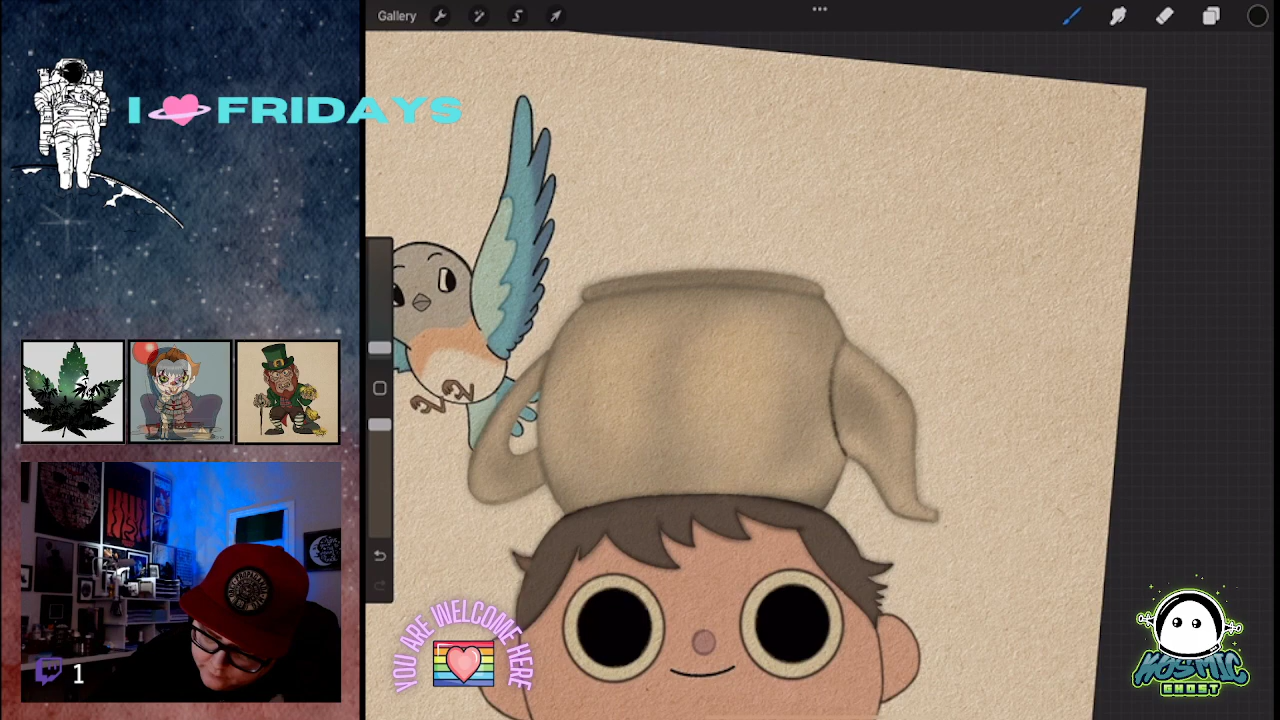 Gallery
I FRIDAYS
1
YOU ARE WELCOME HERE
KOSMIC
GHOST